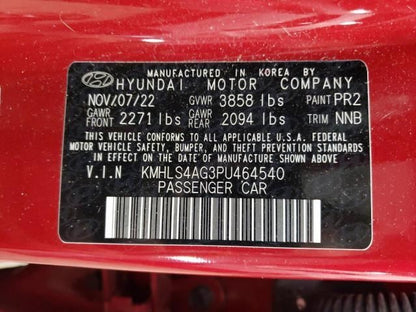 MANUFACTURED IN KOREA BY
HYUNDAI MOTOR COMPANY
NOV/07/22 GVWR 3858 lbs PAINT PR2
GAWR FRONT 2271 lbs GAWR REAR 2094 lbs TRIM NNB
THIS VEHICLE CONFORMS TO ALL APPLICABLE U.S.A. FEDERAL
MOTOR VEHICLE SAFETY, BUMPER, AND THEFT PREVENTION STANDARDS
IN EFFECT ON THE DATE OF MANUFACTURE SHOWN ABOVE.
V.I.N KMHLS4AG3PU464540
PASSENGER CAR